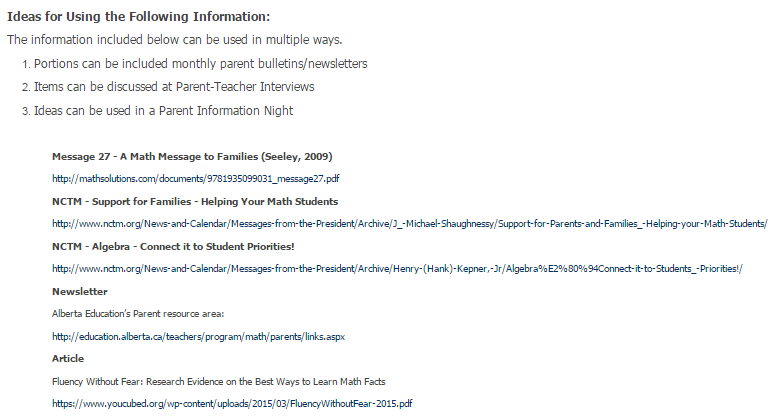 Ideas for Using the Following Information:
The information included below can be used in multiple ways.
1. Portions can be included monthly parent bulletins/newsletters
2. Items can be discussed at Parent-Teacher Interviews
3. Ideas can be used in a Parent Information Night
Message 27 - A Math Message to Families (Seeley, 2009)
http://mathsolutions.com/documents/9781935099031_message27.pdf
NCTM - Support for Families - Helping Your Math Students
http://www.nctm.org/News-and-Calendar/Messages-from-the-President/Archive/J_-Michael-Shaughnessy/Support-for-Parents-and-Families_-Helping-your-Math-Students/
NCTM - Algebra - Connect it to Student Priorities!
http://www.nctm.org/News-and-Calendar/Messages-from-the-President/Archive/Henry-(Hank)-Kepner,-Jr/Algebra%E2%80%94Connect-it-to-Students_-Priorities!/
Newsletter
Alberta Education's Parent resource area:
http://education.alberta.ca/teachers/program/math/parents/links.aspx
Article
Fluency Without Fear: Research Evidence on the Best Ways to Learn Math Facts
https://www.youcubed.org/wp-content/uploads/2015/03/FluencyWithoutFear-2015.pdf